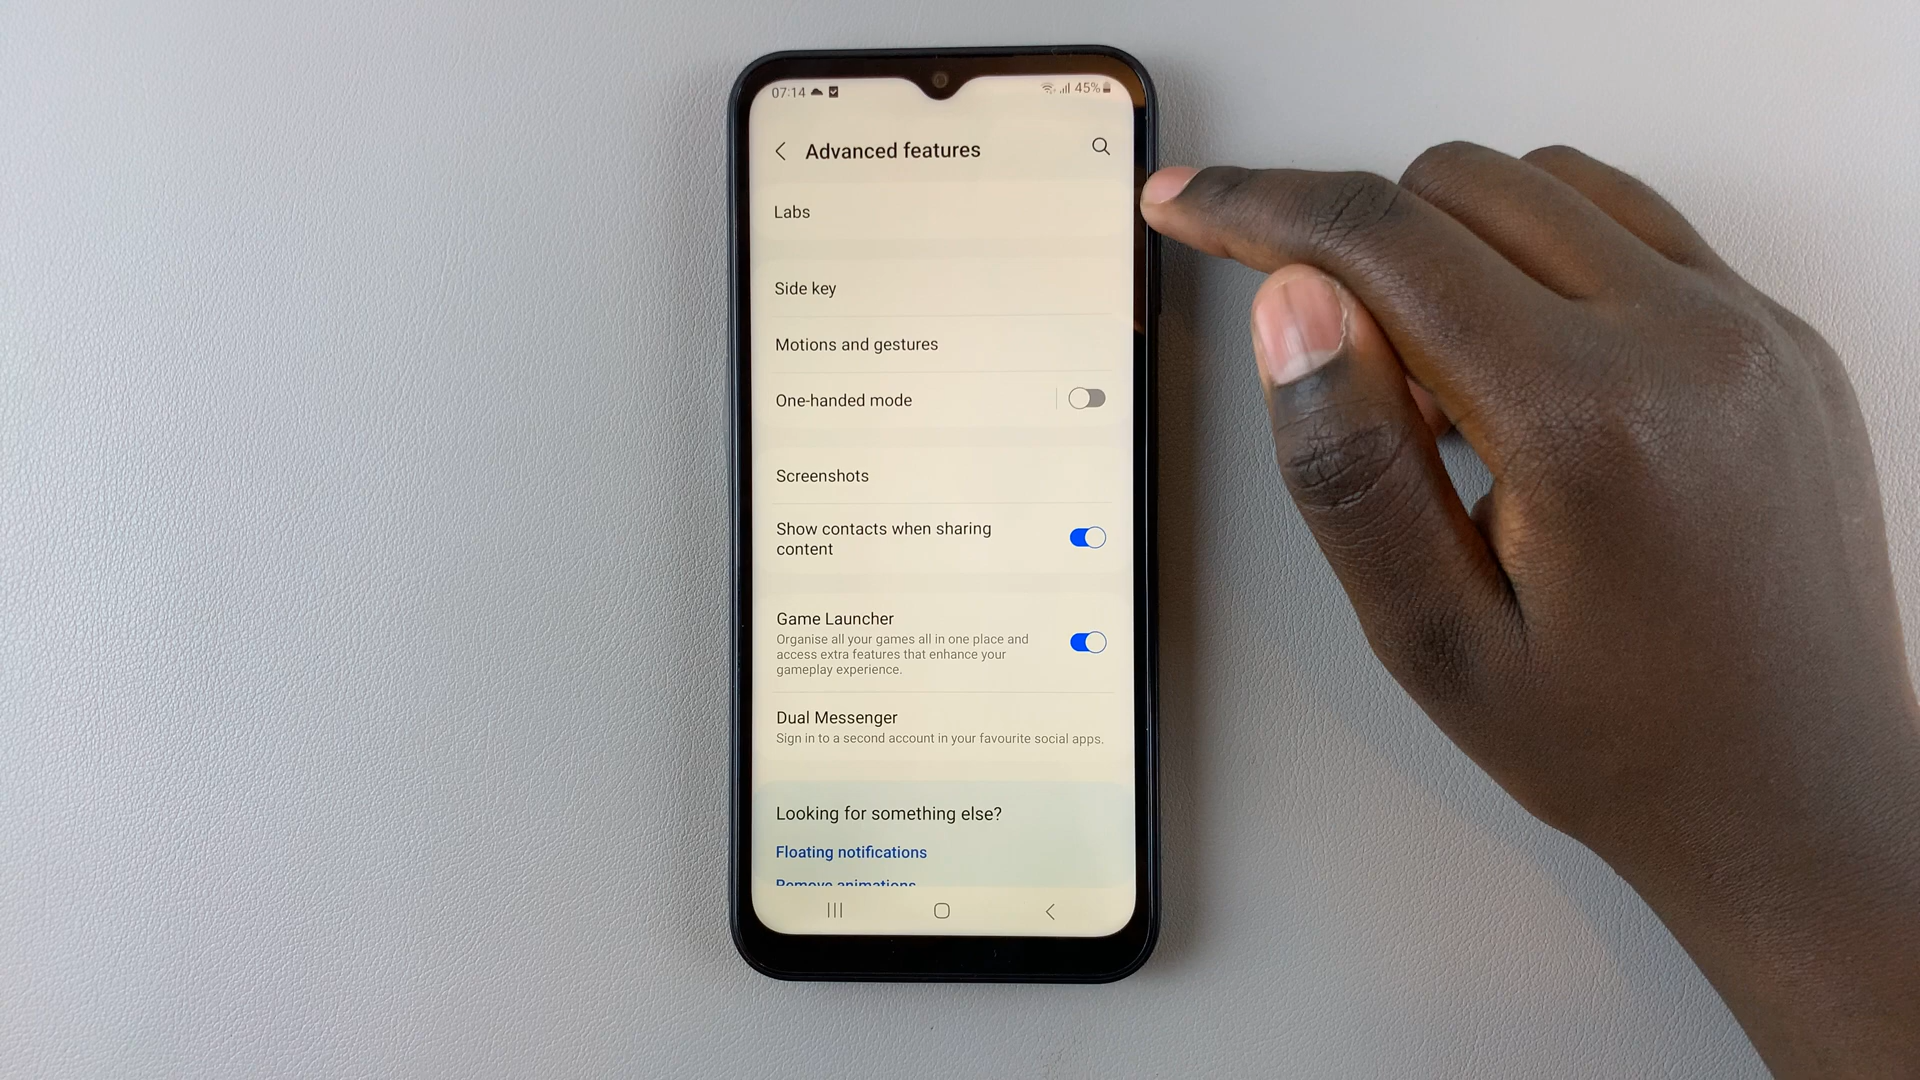 07:14
45%
Advanced features
Labs
Side key
Motions and gestures
One-handed mode
Screenshots
Show contacts when sharing
content
Game Launcher
Organise all your games all in one place and
access extra features that enhance your
gameplay experience.
Dual Messenger
Sign in to a second account in your favourite social apps.
Looking for something else?
Floating notifications
Remove animations